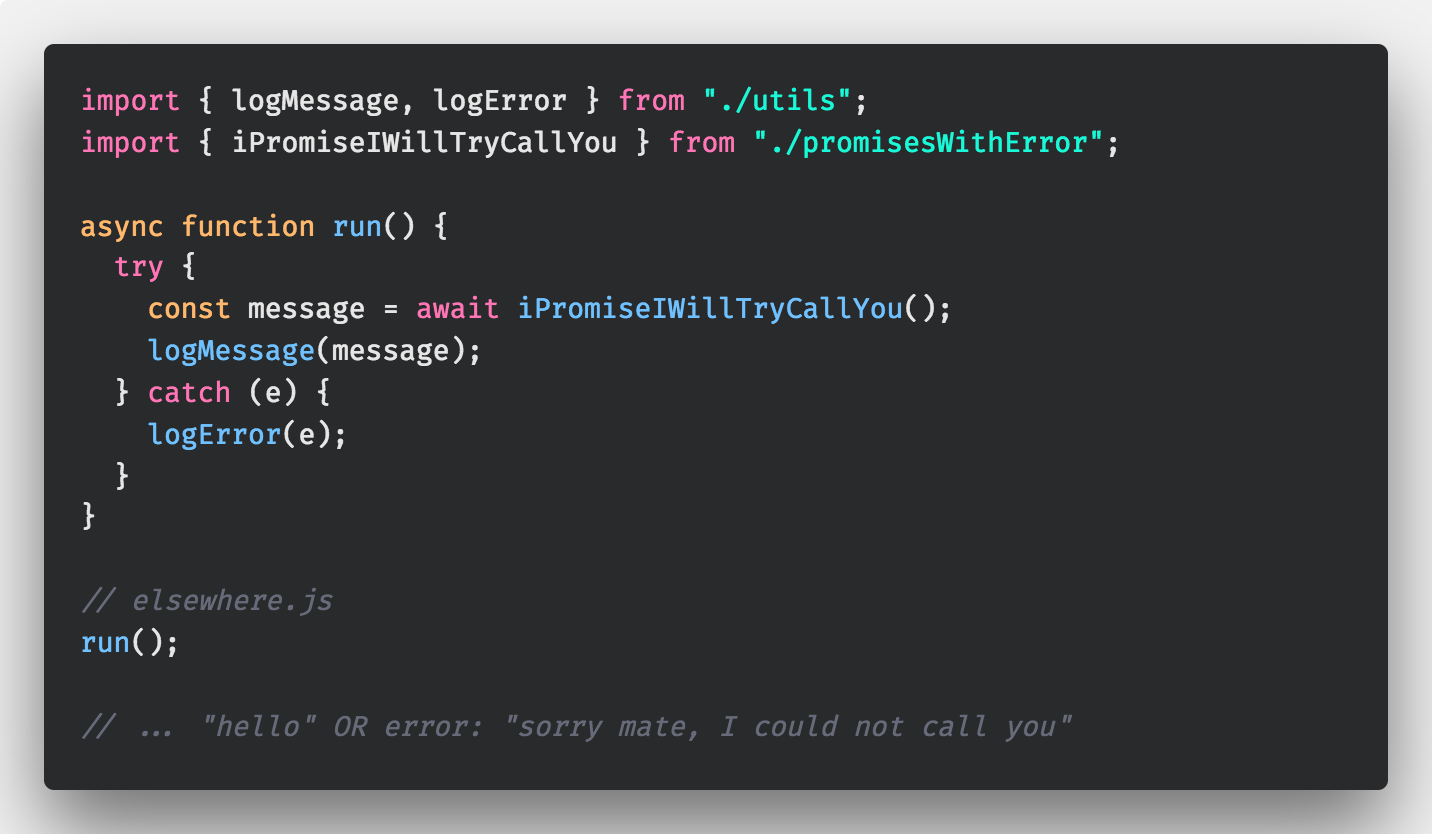 import { logMessage, logError } from "./utils";
import { iPromiseIWillTryCallYou } from "./promisesWithError";

async function run() {
  try {
    const message = await iPromiseIWillTryCallYou();
    logMessage(message);
  } catch (e) {
    logError(e);
  }
}

// elsewhere.js
run();

// ... "hello" OR error: "sorry mate, I could not call you"